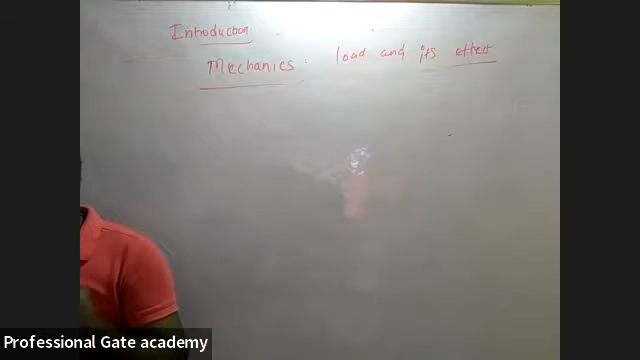 Introduction
Mechanics : load and its effect
Professional Gate academy